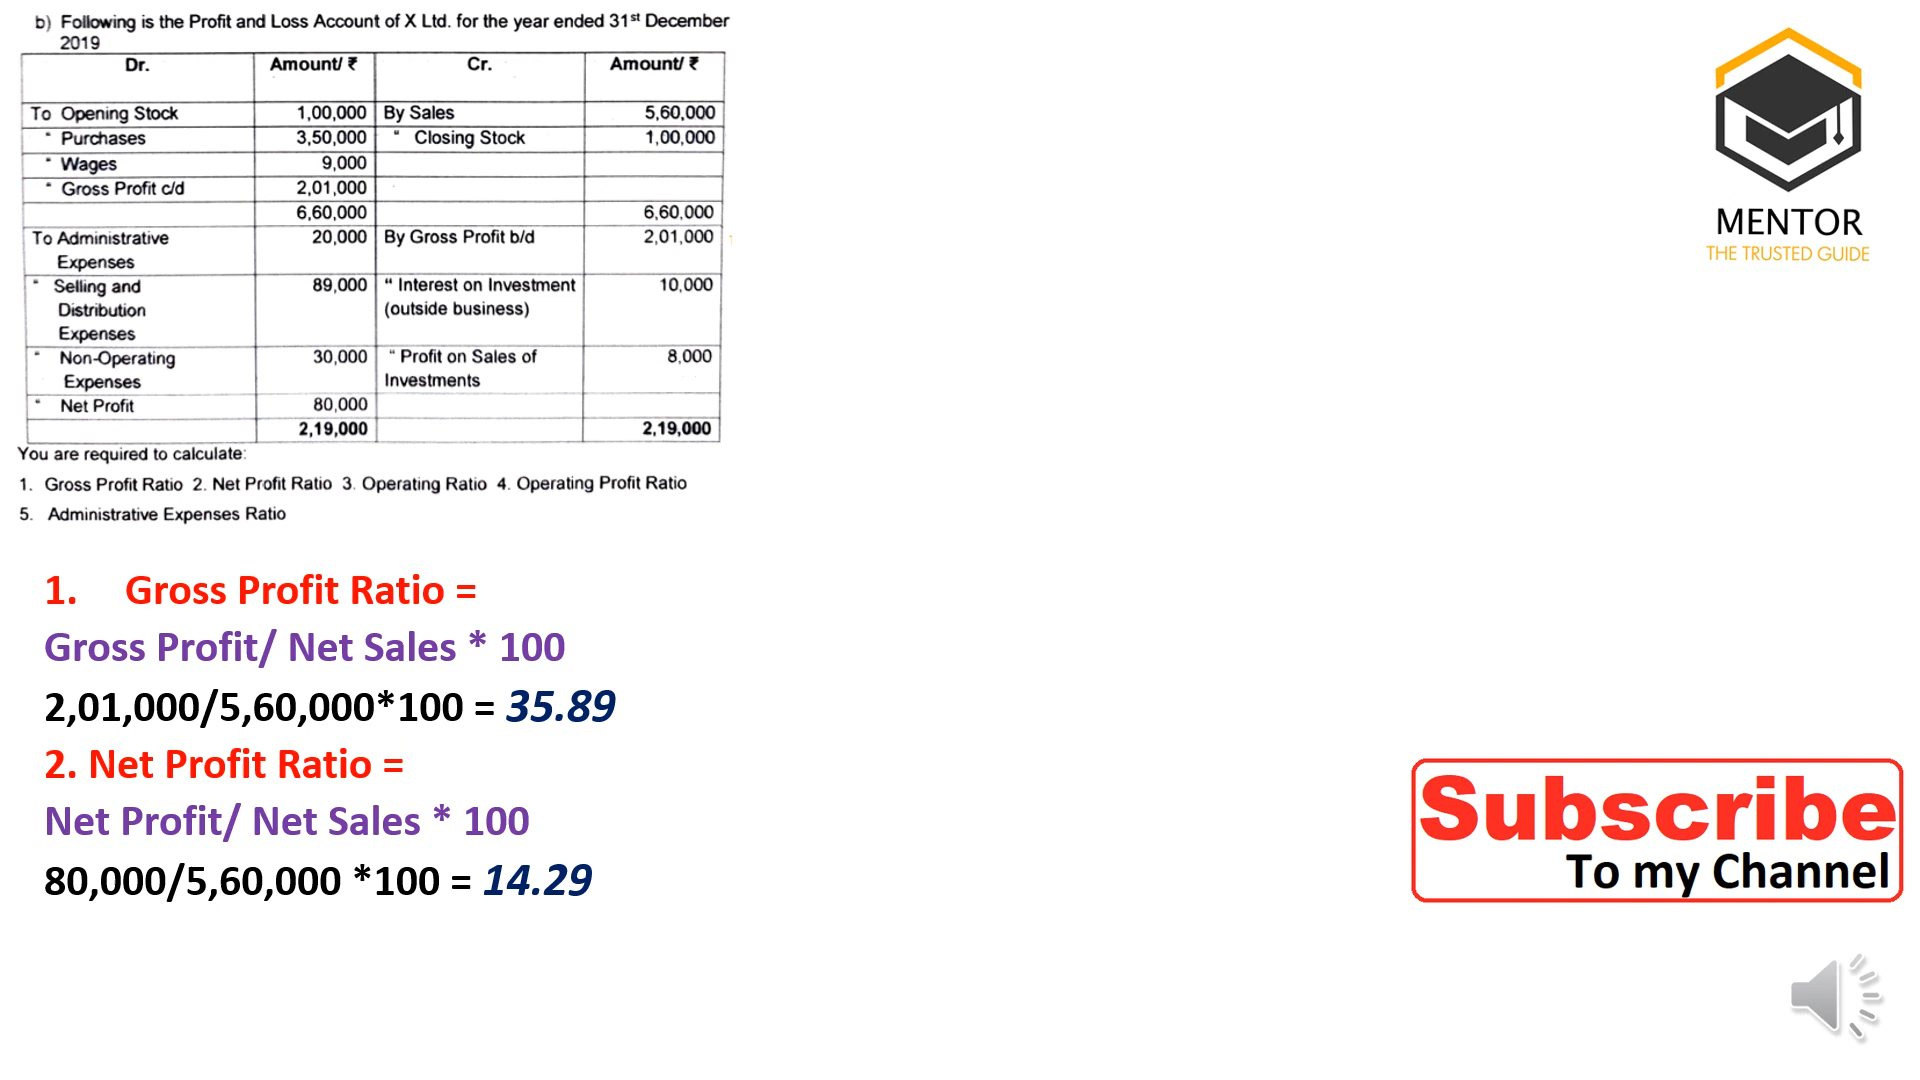 b) Following is the Profit and Loss Account of X Ltd. for the year ended 31st December
2019
Dr. Amount/ ₹ Cr. Amount/ ₹
To Opening Stock 1,00,000 By Sales 5,60,000
" Purchases 3,50,000 " Closing Stock 1,00,000
" Wages 9,000
" Gross Profit c/d 2,01,000
6,60,000 6,60,000
To Administrative 20,000 By Gross Profit b/d 2,01,000
Expenses
" Selling and 89,000 " Interest on Investment 10,000
Distribution (outside business)
Expenses
" Non-Operating 30,000 " Profit on Sales of 8,000
Expenses Investments
" Net Profit 80,000
2,19,000 2,19,000
You are required to calculate:
1. Gross Profit Ratio 2. Net Profit Ratio 3. Operating Ratio 4. Operating Profit Ratio
5. Administrative Expenses Ratio
1. Gross Profit Ratio =
Gross Profit/ Net Sales * 100
2,01,000/5,60,000*100 = 35.89
2. Net Profit Ratio =
Net Profit/ Net Sales * 100
80,000/5,60,000 *100 = 14.29
MENTOR
THE TRUSTED GUIDE
Subscribe
To my Channel